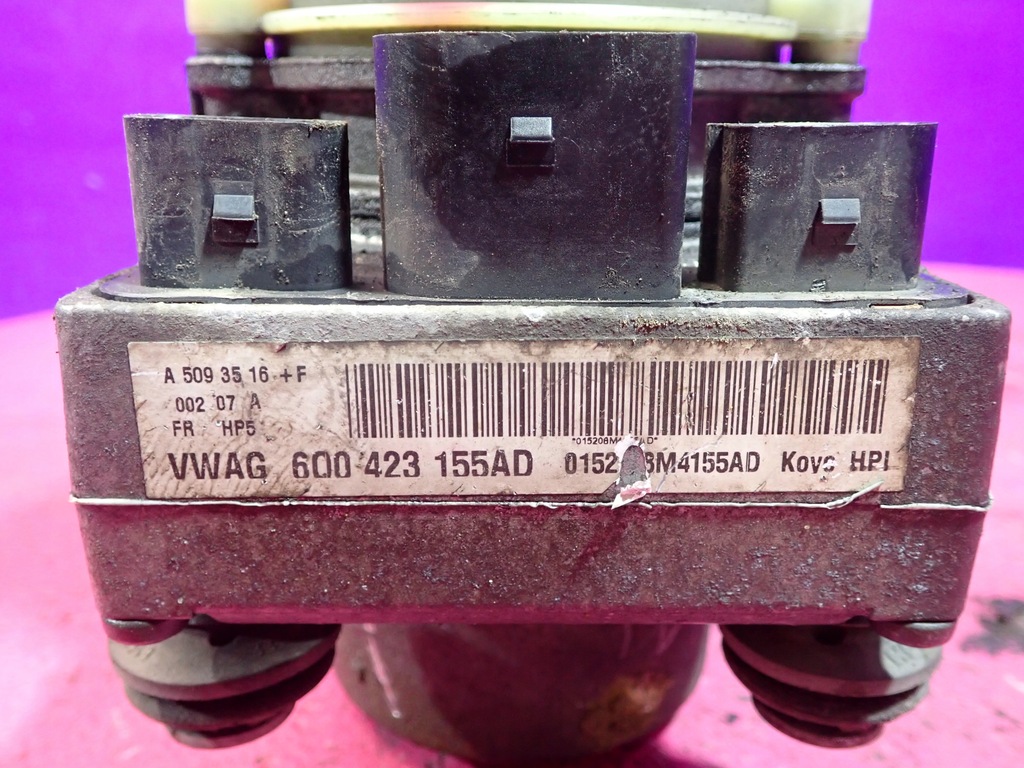 A 509 35 16 +F
002 07 A
FR HP5
VWAG 6Q0 423 155AD Koyo HPI